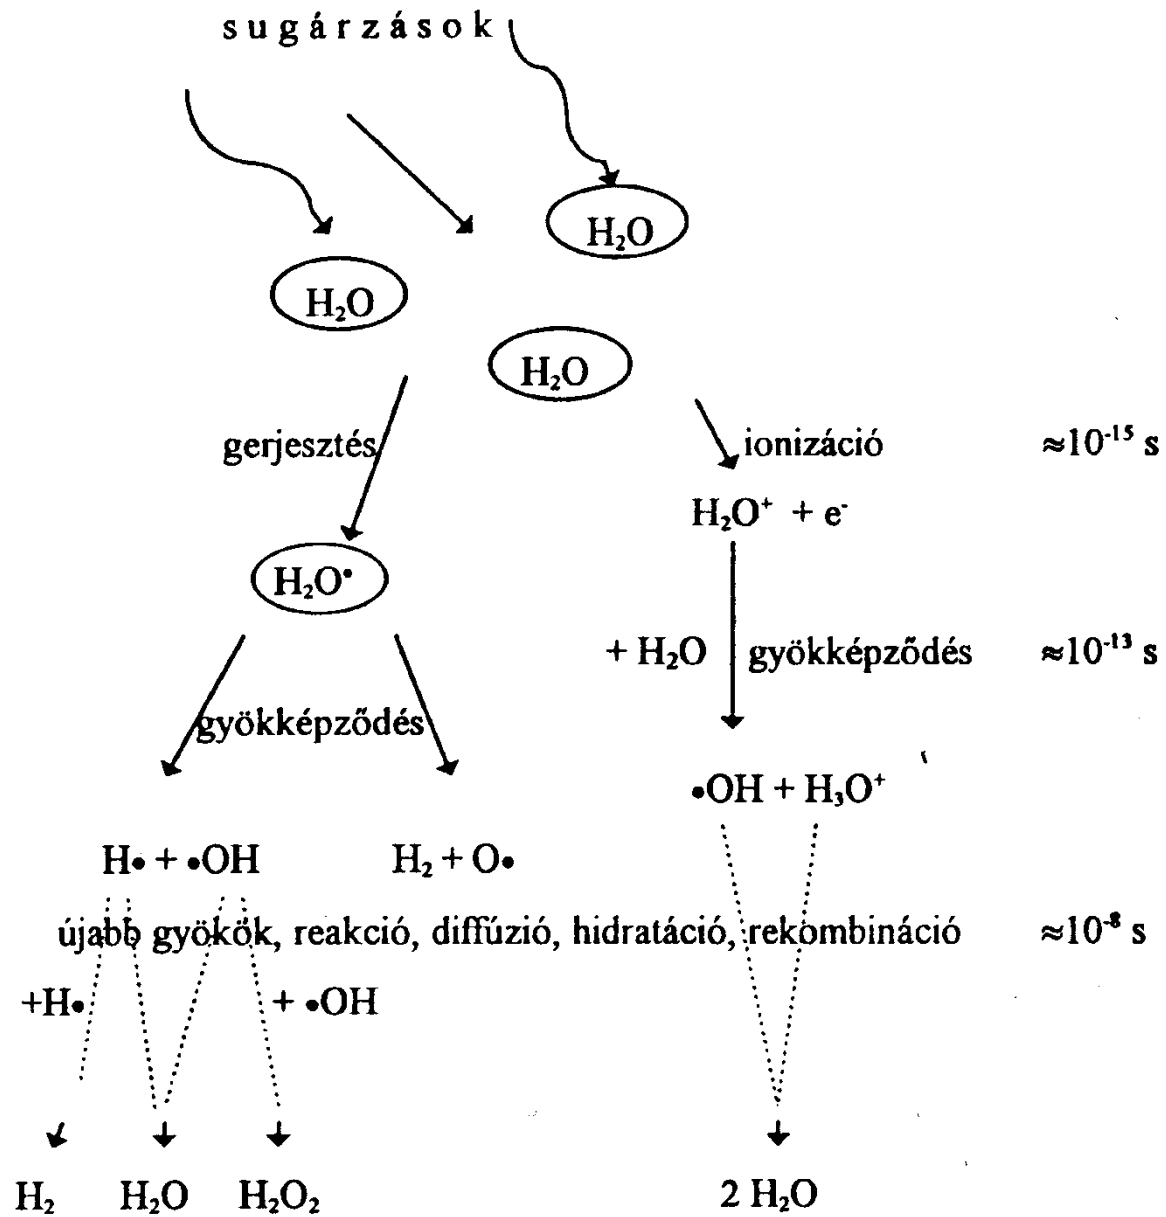 sugárzások
H₂O
H₂O
H₂O
gerjesztés
ionizáció
≈10⁻¹⁵ s
H₂O⁺ + e⁻
H₂O•
+ H₂O
gyökképződés
≈10⁻¹³ s
gyökképződés
•OH + H₃O⁺
H• + •OH
H₂ + O•
újabb gyökök, reakció, diffúzió, hidratáció, rekombináció
≈10⁻⁸ s
+H•
+ •OH
H₂
H₂O
H₂O₂
2 H₂O